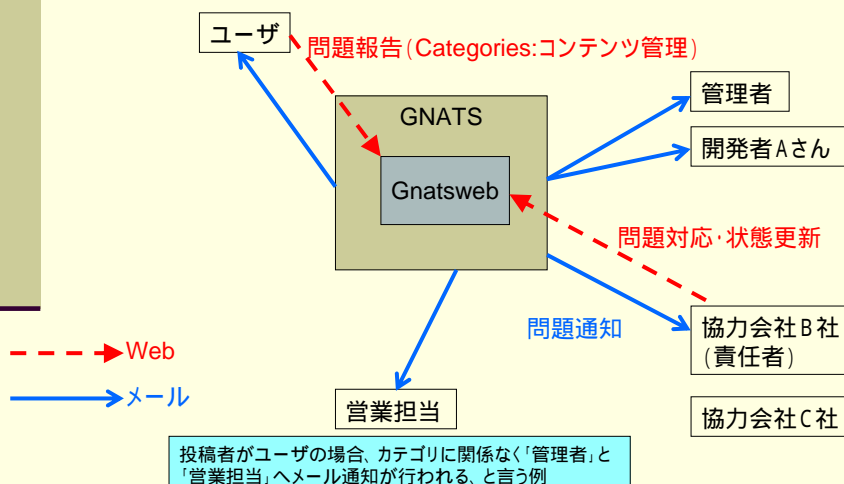 ユーザ
問題報告(Categories:コンテンツ管理)
管理者
GNATS
開発者Aさん
Gnatsweb
問題対応･状態更新
問題通知
協力会社B社
(責任者)
Web
メール
営業担当
協力会社C社
投稿者がユーザの場合、カテゴリに関係なく「管理者」と
「営業担当」へメール通知が行われる、と言う例